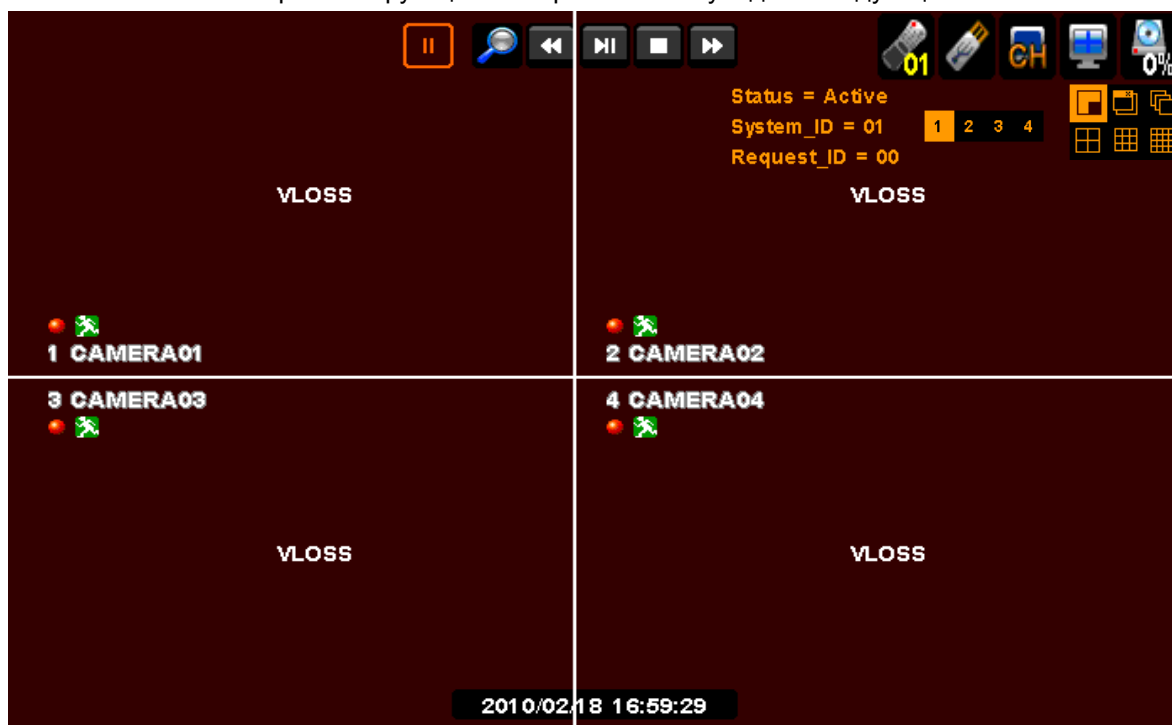 01 CH 0%
Status = Active
System_ID = 01
1 2 3 4
Request_ID = 00
VLOSS VLOSS
1 CAMERA01 2 CAMERA02
3 CAMERA03 4 CAMERA04
VLOSS VLOSS
2010/02/18 16:59:29